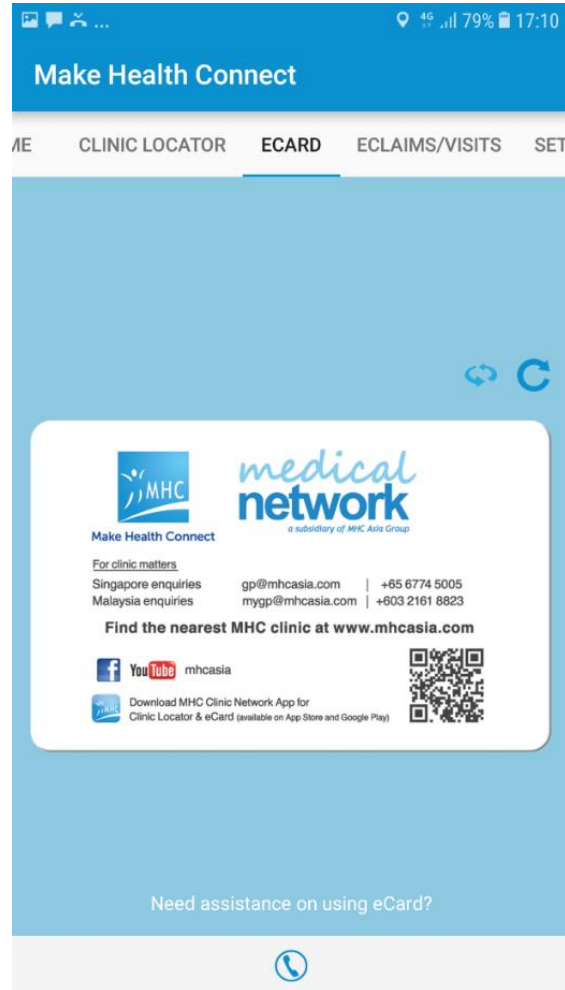 ... 4G 79% 17:10
Make Health Connect
ME CLINIC LOCATOR ECARD ECLAIMS/VISITS SET
MHC
Make Health Connect
medical
network
a subsidiary of MHC Asia Group
For clinic matters
Singapore enquiries gp@mhcasia.com | +65 6774 5005
Malaysia enquiries mygp@mhcasia.com | +603 2161 8823
Find the nearest MHC clinic at www.mhcasia.com
f YouTube mhcasia
MHC
Download MHC Clinic Network App for
Clinic Locator & eCard (available on App Store and Google Play)
Need assistance on using eCard?